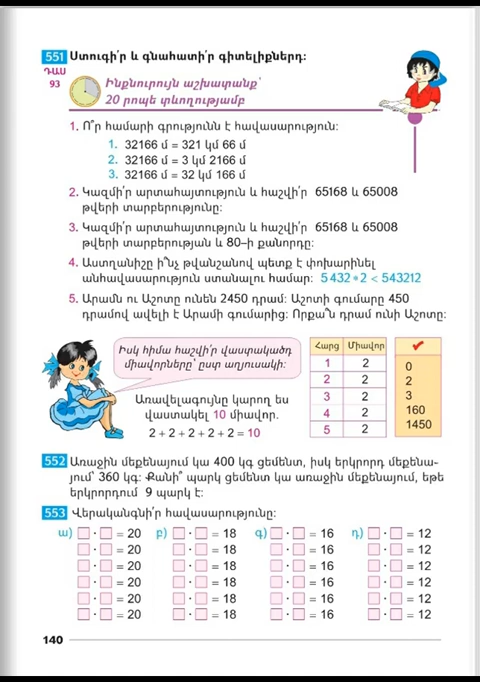 551 Ստուգի՛ր և գնահատի՛ր գիտելիքներդ:
ԴԱՍ
93
Ինքնուրույն աշխատանք՝
20 րոպե տևողությամբ
1. Ո՞ր համարի գրությունն է հավասարություն:
1. 32166 մ = 321 կմ 66 մ
2. 32166 մ = 3 կմ 2166 մ
3. 32166 մ = 32 կմ 166 մ
2. Կազմի՛ր արտահայտություն և հաշվի՛ր 65168 և 65008
թվերի տարբերությունը:
3. Կազմի՛ր արտահայտություն և հաշվի՛ր 65168 և 65008
թվերի տարբերության և 80–ի քանորդը:
4. Աստղանիշը ի՞նչ թվանշանով պետք է փոխարինել
անհավասարություն ստանալու համար: 5 432 * 2 < 543212
5. Արամն ու Աշոտը ունեն 2450 դրամ: Աշոտի գումարը 450
դրամով ավելի է Արամի գումարից: Որքա՞ն դրամ ունի Աշոտը:
Իսկ հիմա հաշվի՛ր վաստակածդ
միավորները՝ ըստ աղյուսակի:
Առավելագույնը կարող ես
վաստակել 10 միավոր.
2 + 2 + 2 + 2 + 2 = 10
Հարց Միավոր
1 2
2 2
3 2
4 2
5 2
✓
0
2
3
160
1450
552 Առաջին մեքենայում կա 400 կգ ցեմենտ, իսկ երկրորդ մեքենա-
յում՝ 360 կգ: Քանի՞ պարկ ցեմենտ կա առաջին մեքենայում, եթե
երկրորդում 9 պարկ է:
553 Վերականգնի՛ր հավասարությունը:
ա) □ · □ = 20 բ) □ · □ = 18 գ) □ · □ = 16 դ) □ · □ = 12
□ · □ = 20 □ · □ = 18 □ · □ = 16 □ · □ = 12
□ · □ = 20 □ · □ = 18 □ · □ = 16 □ · □ = 12
□ · □ = 20 □ · □ = 18 □ · □ = 16 □ · □ = 12
□ · □ = 20 □ · □ = 18 □ · □ = 16 □ · □ = 12
□ · □ = 20 □ · □ = 18 □ · □ = 16 □ · □ = 12
140